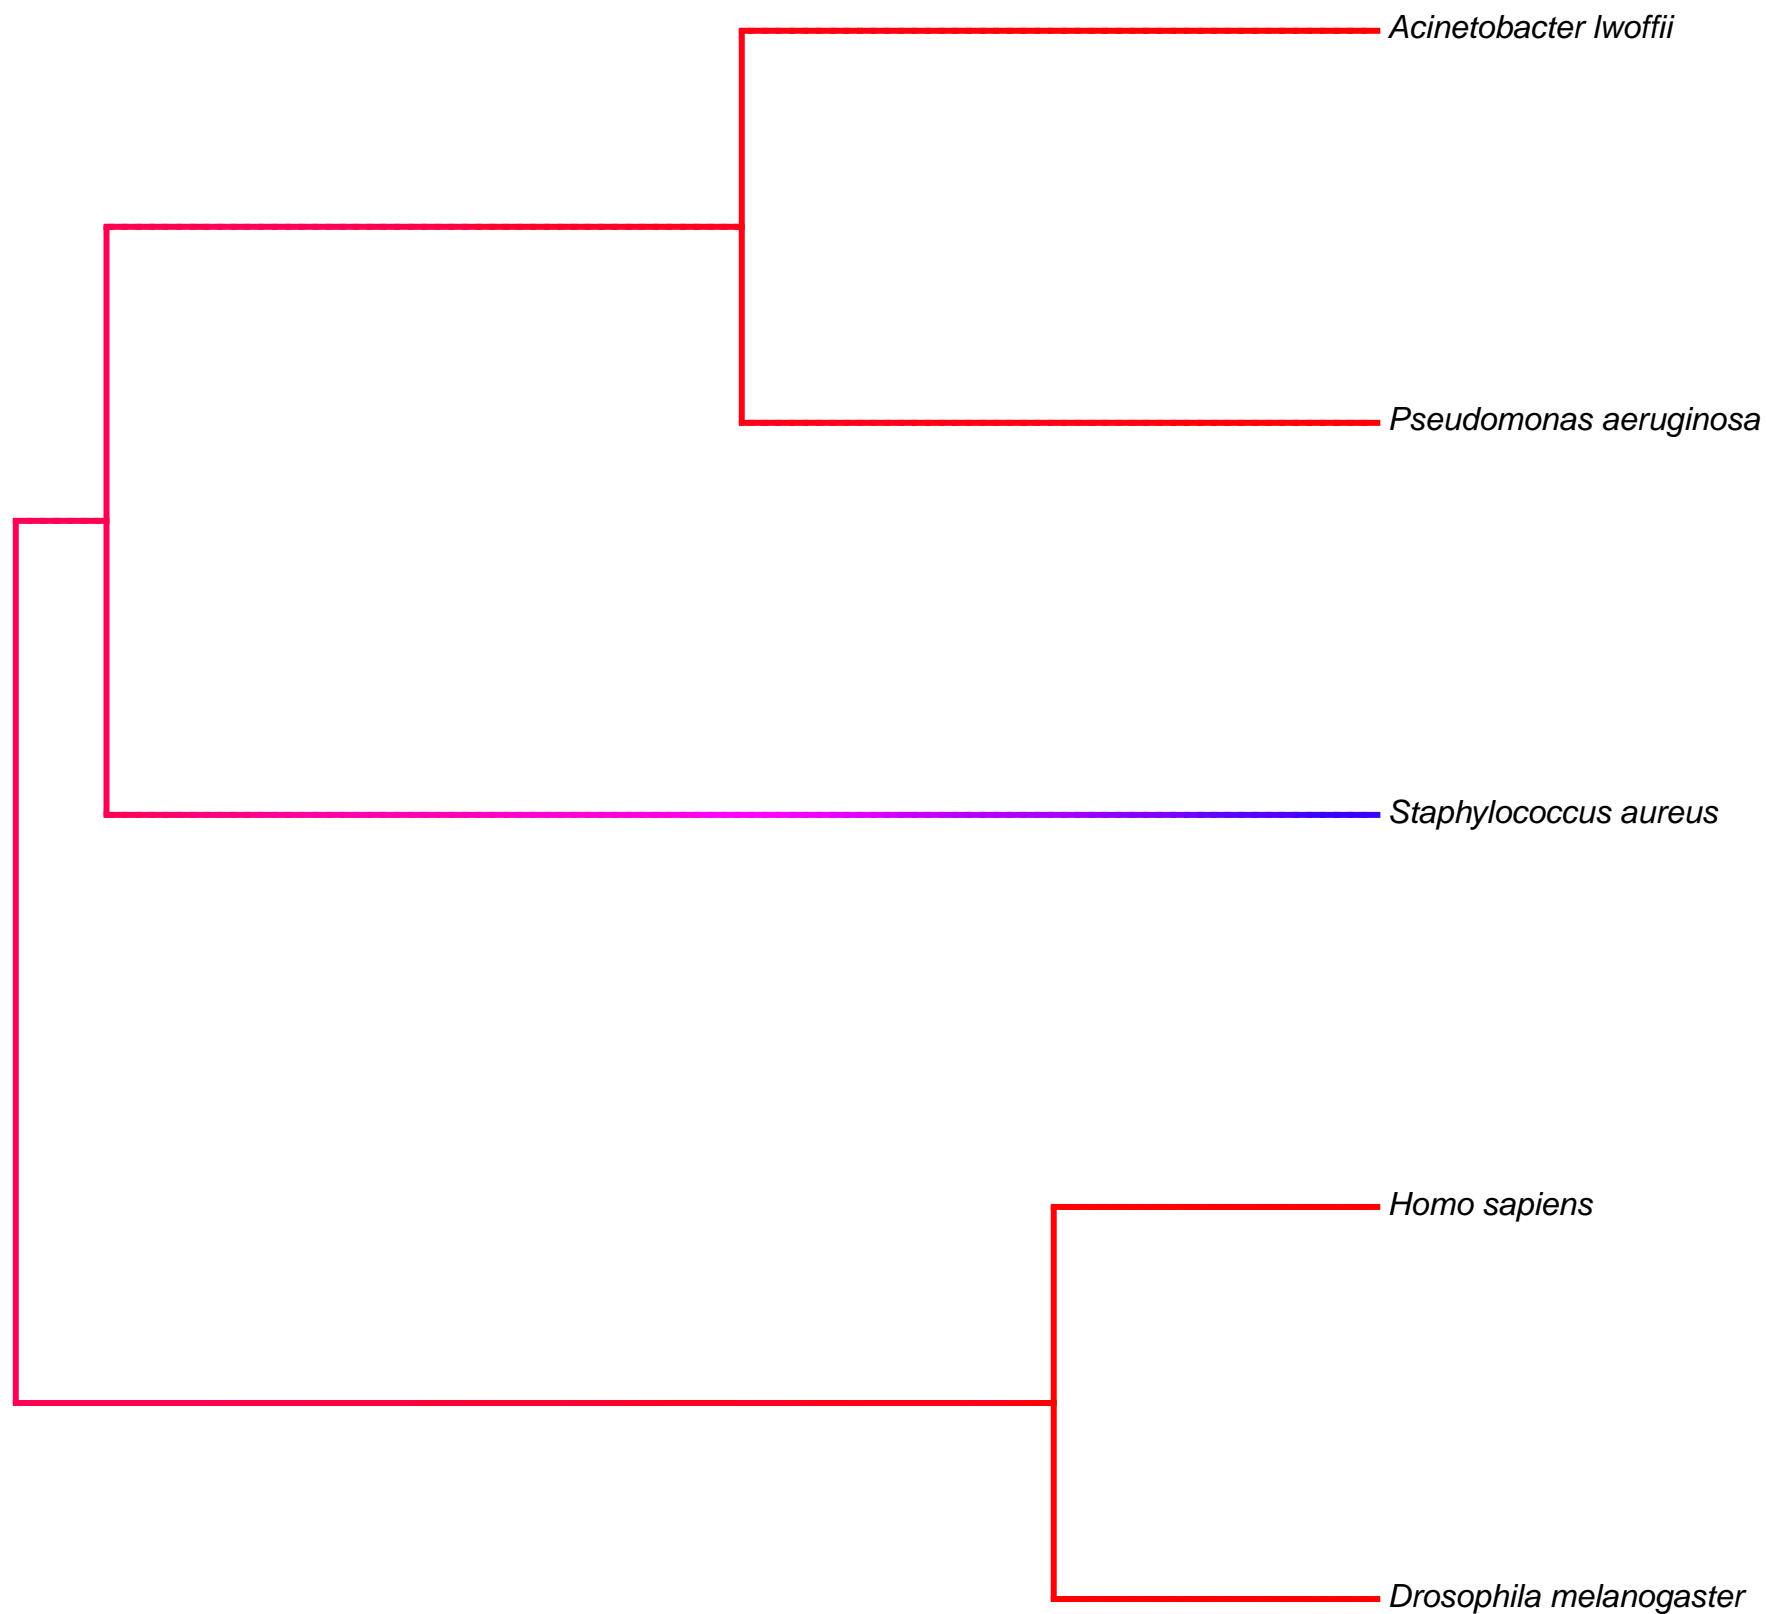 Acinetobacter lwoffii
Pseudomonas aeruginosa
Staphylococcus aureus
Homo sapiens
Drosophila melanogaster